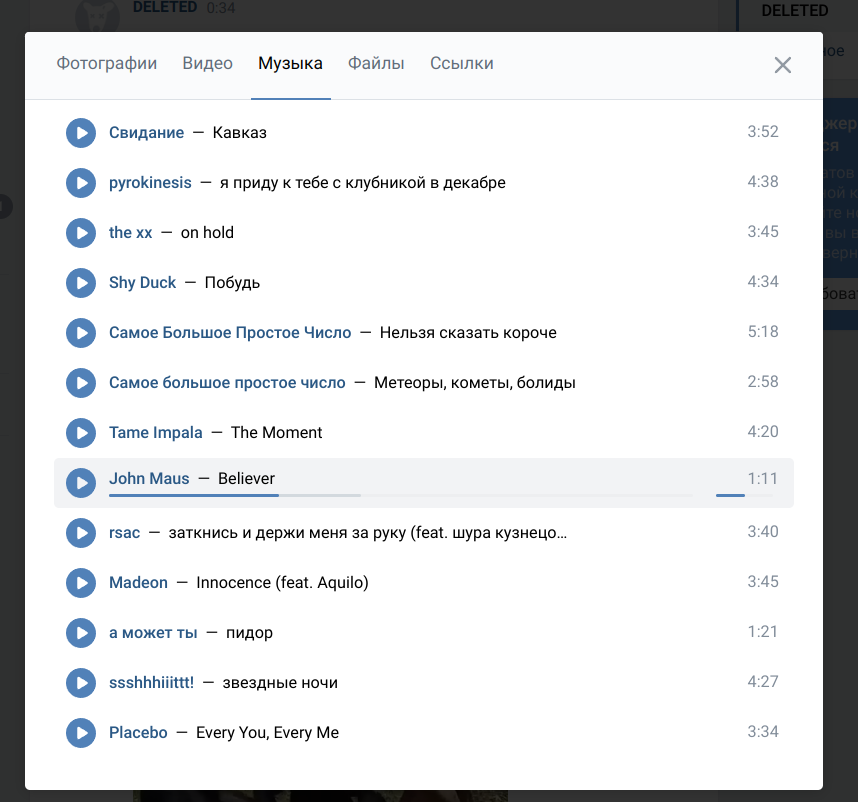 DELETED 0:34
DELETED
Фотографии Видео Музыка Файлы Ссылки
Свидание — Кавказ 3:52
pyrokinesis — я приду к тебе с клубникой в декабре 4:38
the xx — on hold 3:45
Shy Duck — Побудь 4:34
Самое Большое Простое Число — Нельзя сказать короче 5:18
Самое большое простое число — Метеоры, кометы, болиды 2:58
Tame Impala — The Moment 4:20
John Maus — Believer 1:11
rsac — заткнись и держи меня за руку (feat. шура кузнецо... 3:40
Madeon — Innocence (feat. Aquilo) 3:45
а может ты — пидор 1:21
ssshhhiiittt! — звездные ночи 4:27
Placebo — Every You, Every Me 3:34